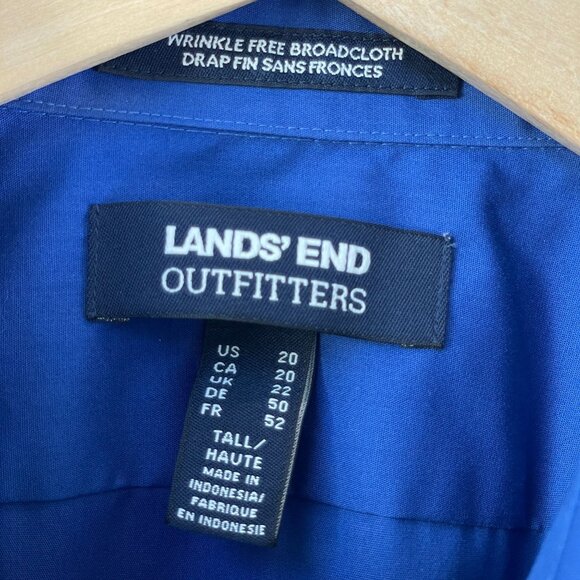 WRINKLE FREE BROADCLOTH
DRAP FIN SANS FRONCES
LANDS' END
OUTFITTERS
US 20
CA 20
UK 22
DE 50
FR 52
TALL/
HAUTE
MADE IN
INDONESIA/
FABRIQUE
EN INDONESIE